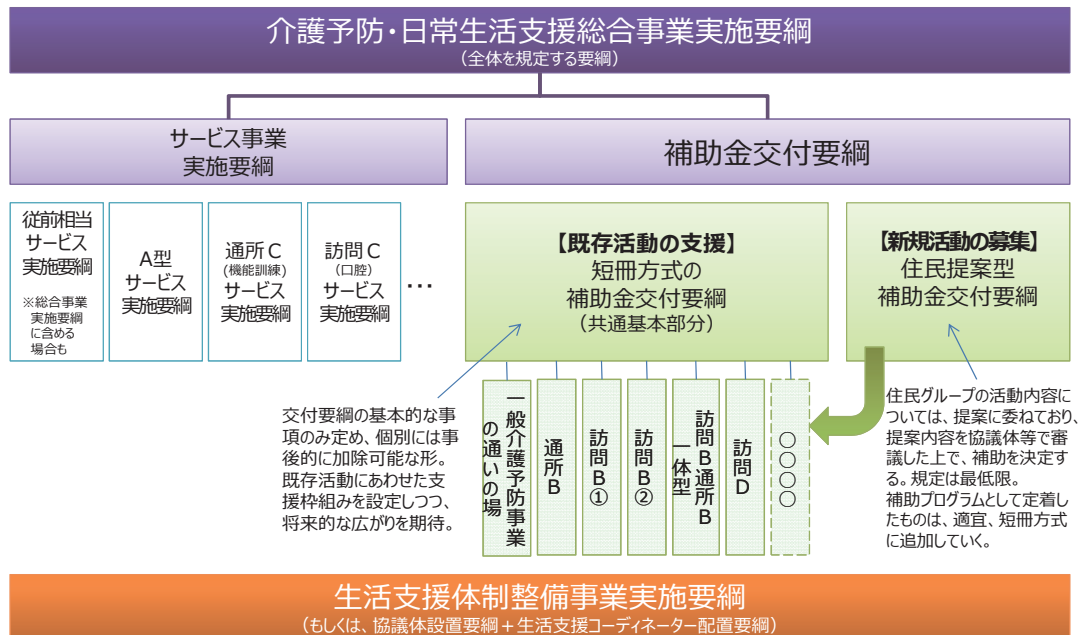 介護予防・日常生活支援総合事業実施要綱
（全体を規定する要綱）
サービス事業
実施要綱
補助金交付要綱
従前相当
サービス
実施要綱
※総合事業
実施要綱
に含める
場合も
A型
サービス
実施要綱
通所C
（機能訓練）
サービス
実施要綱
訪問C
（口腔）
サービス
実施要綱
…
【既存活動の支援】
短冊方式の
補助金交付要綱
（共通基本部分）
【新規活動の募集】
住民提案型
補助金交付要綱
交付要綱の基本的な事
項のみ定め、個別には事
後的に加除可能な形。
既存活動にあわせた支
援枠組みを設定しつつ、
将来的な広がりを期待。
一般介護予防事業
の通いの場
通所B
訪問B①
訪問B②
訪問B通所B
一体型
訪問D
○○○○
住民グループの活動内容に
ついては、提案に委ねており、
提案内容を協議体等で審
議した上で、補助を決定す
る。規定は最低限。
補助プログラムとして定着し
たものは、適宜、短冊方式
に追加していく。
生活支援体制整備事業実施要綱
（もしくは、協議体設置要綱＋生活支援コーディネーター配置要綱）